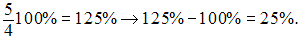 5/4 100% = 125% → 125% − 100% = 25%.